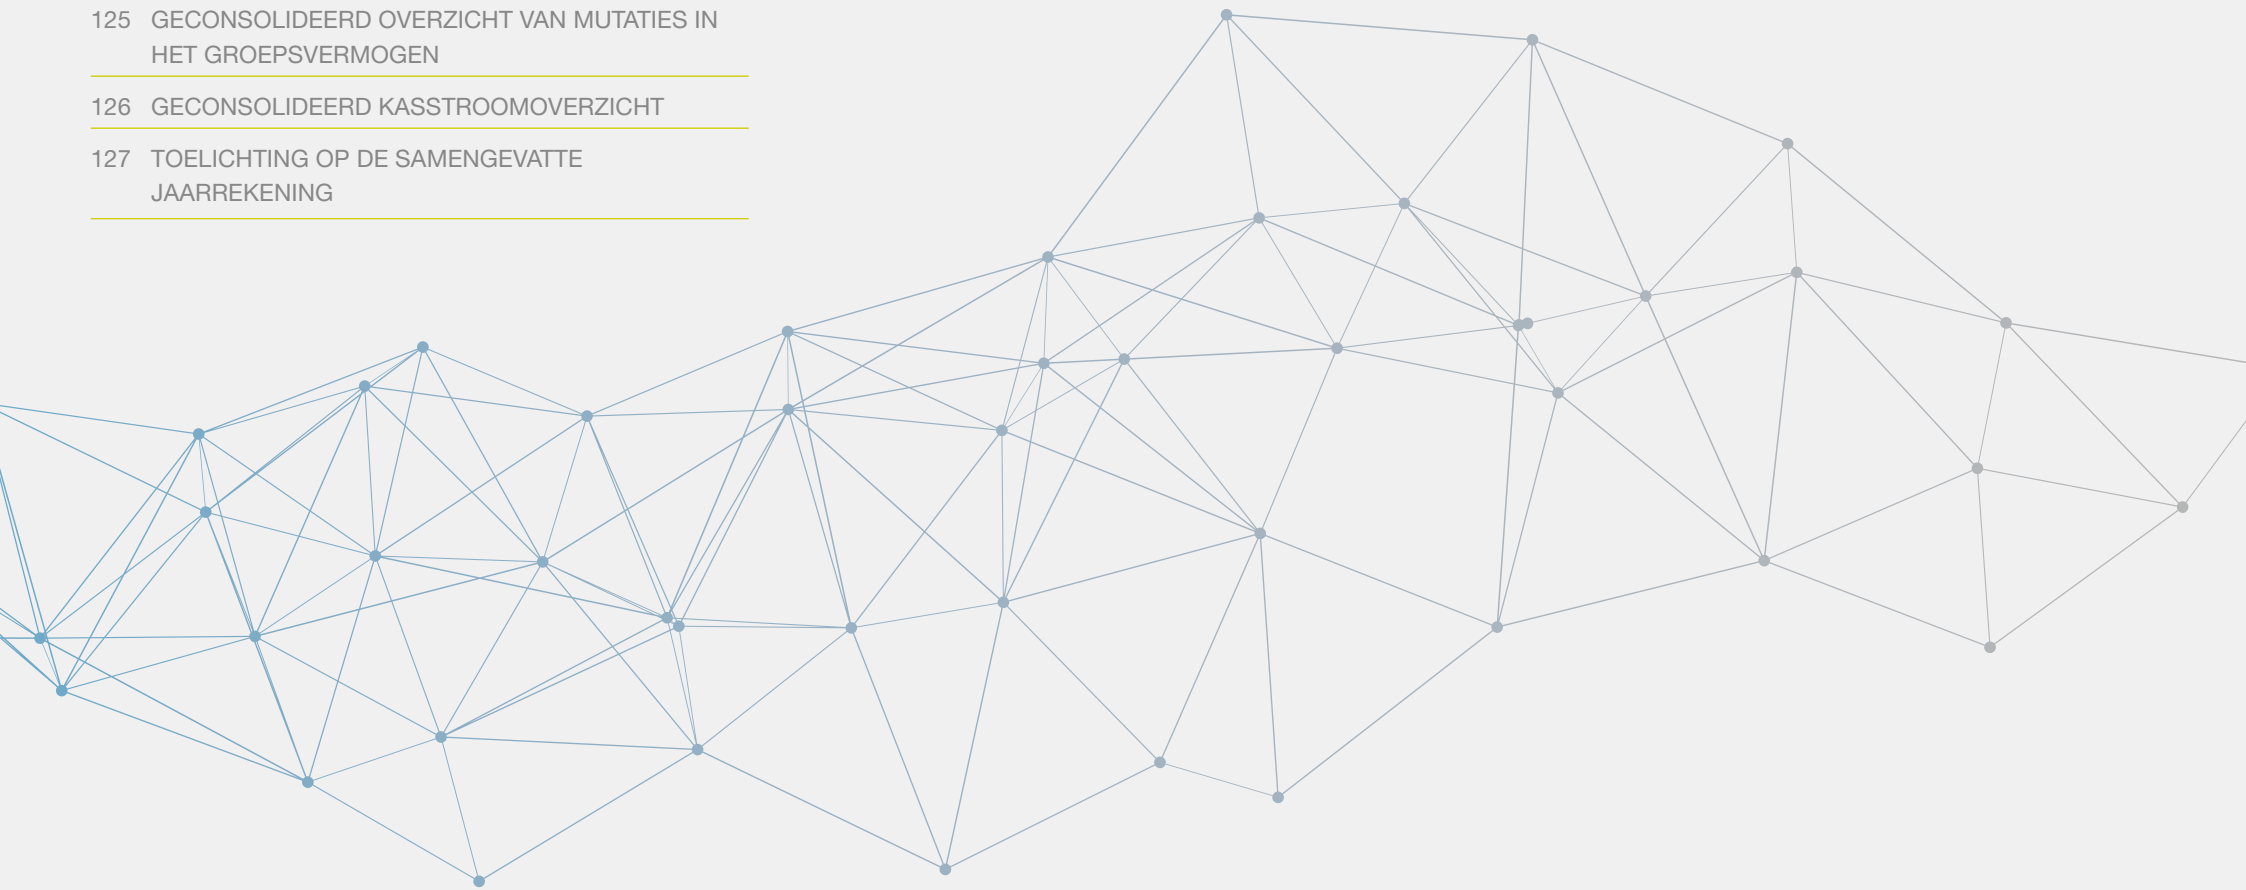 125 GECONSOLIDEERD OVERZICHT VAN MUTATIES IN
HET GROEPSVERMOGEN
126 GECONSOLIDEERD KASSTROOMOVERZICHT
127 TOELICHTING OP DE SAMENGEVATTE
JAARREKENING